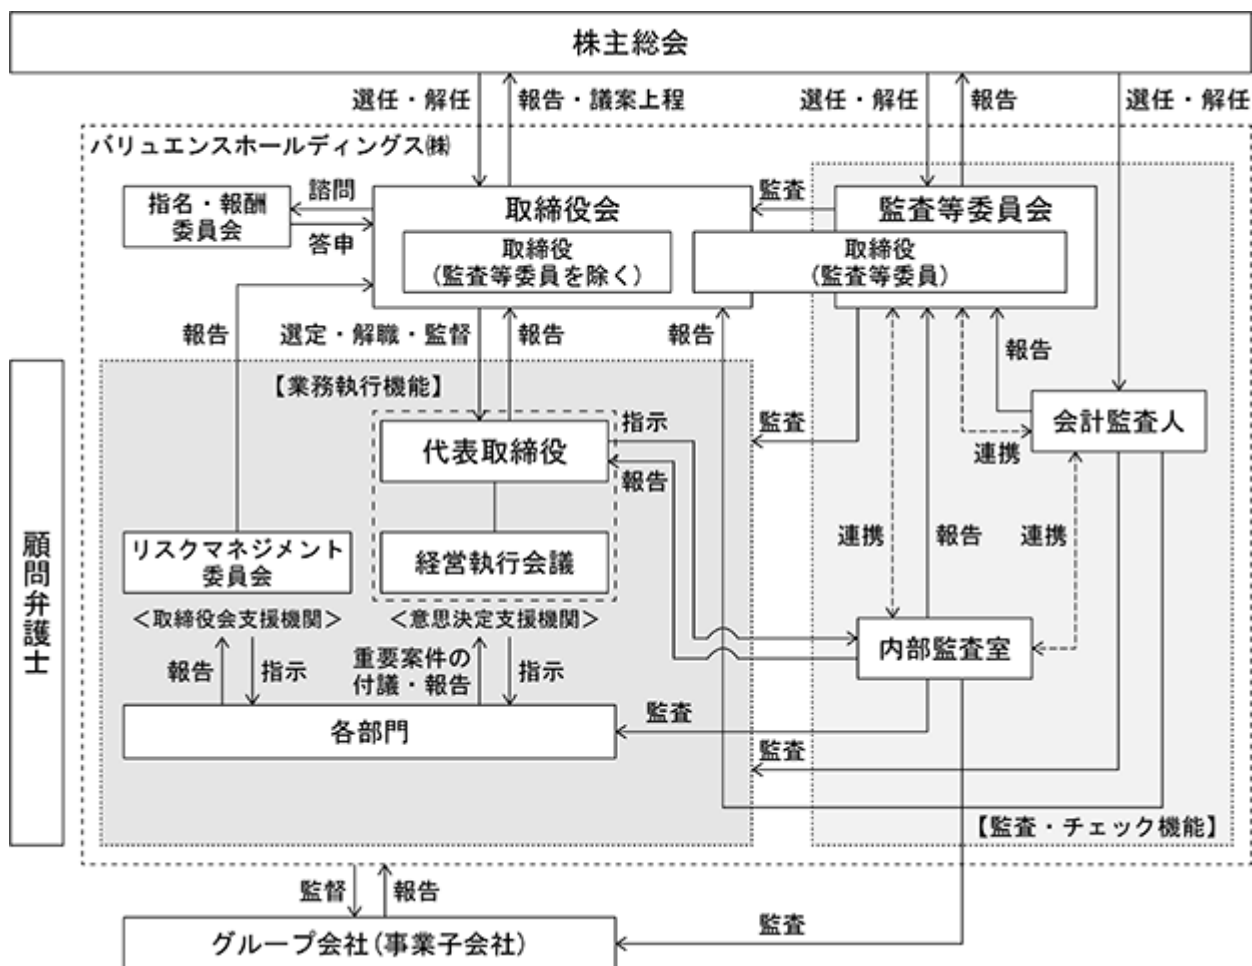 株主総会
選任・解任
報告・議案上程
選任・解任
報告
選任・解任
バリュエンスホールディングス㈱
指名・報酬
委員会
諮問
答申
取締役会
取締役
(監査等委員を除く)
監査
監査等委員会
取締役
(監査等委員)
報告
選定・解職・監督
報告
報告
報告
【業務執行機能】
代表取締役
指示
報告
監査
会計監査人
連携
経営執行会議
リスクマネジメント
委員会
連携
報告
連携
顧問弁護士
＜取締役会支援機関＞
＜意思決定支援機関＞
内部監査室
報告
指示
重要案件の
付議・報告
指示
各部門
監査
監査
【監査・チェック機能】
監督
報告
グループ会社(事業子会社)
監査